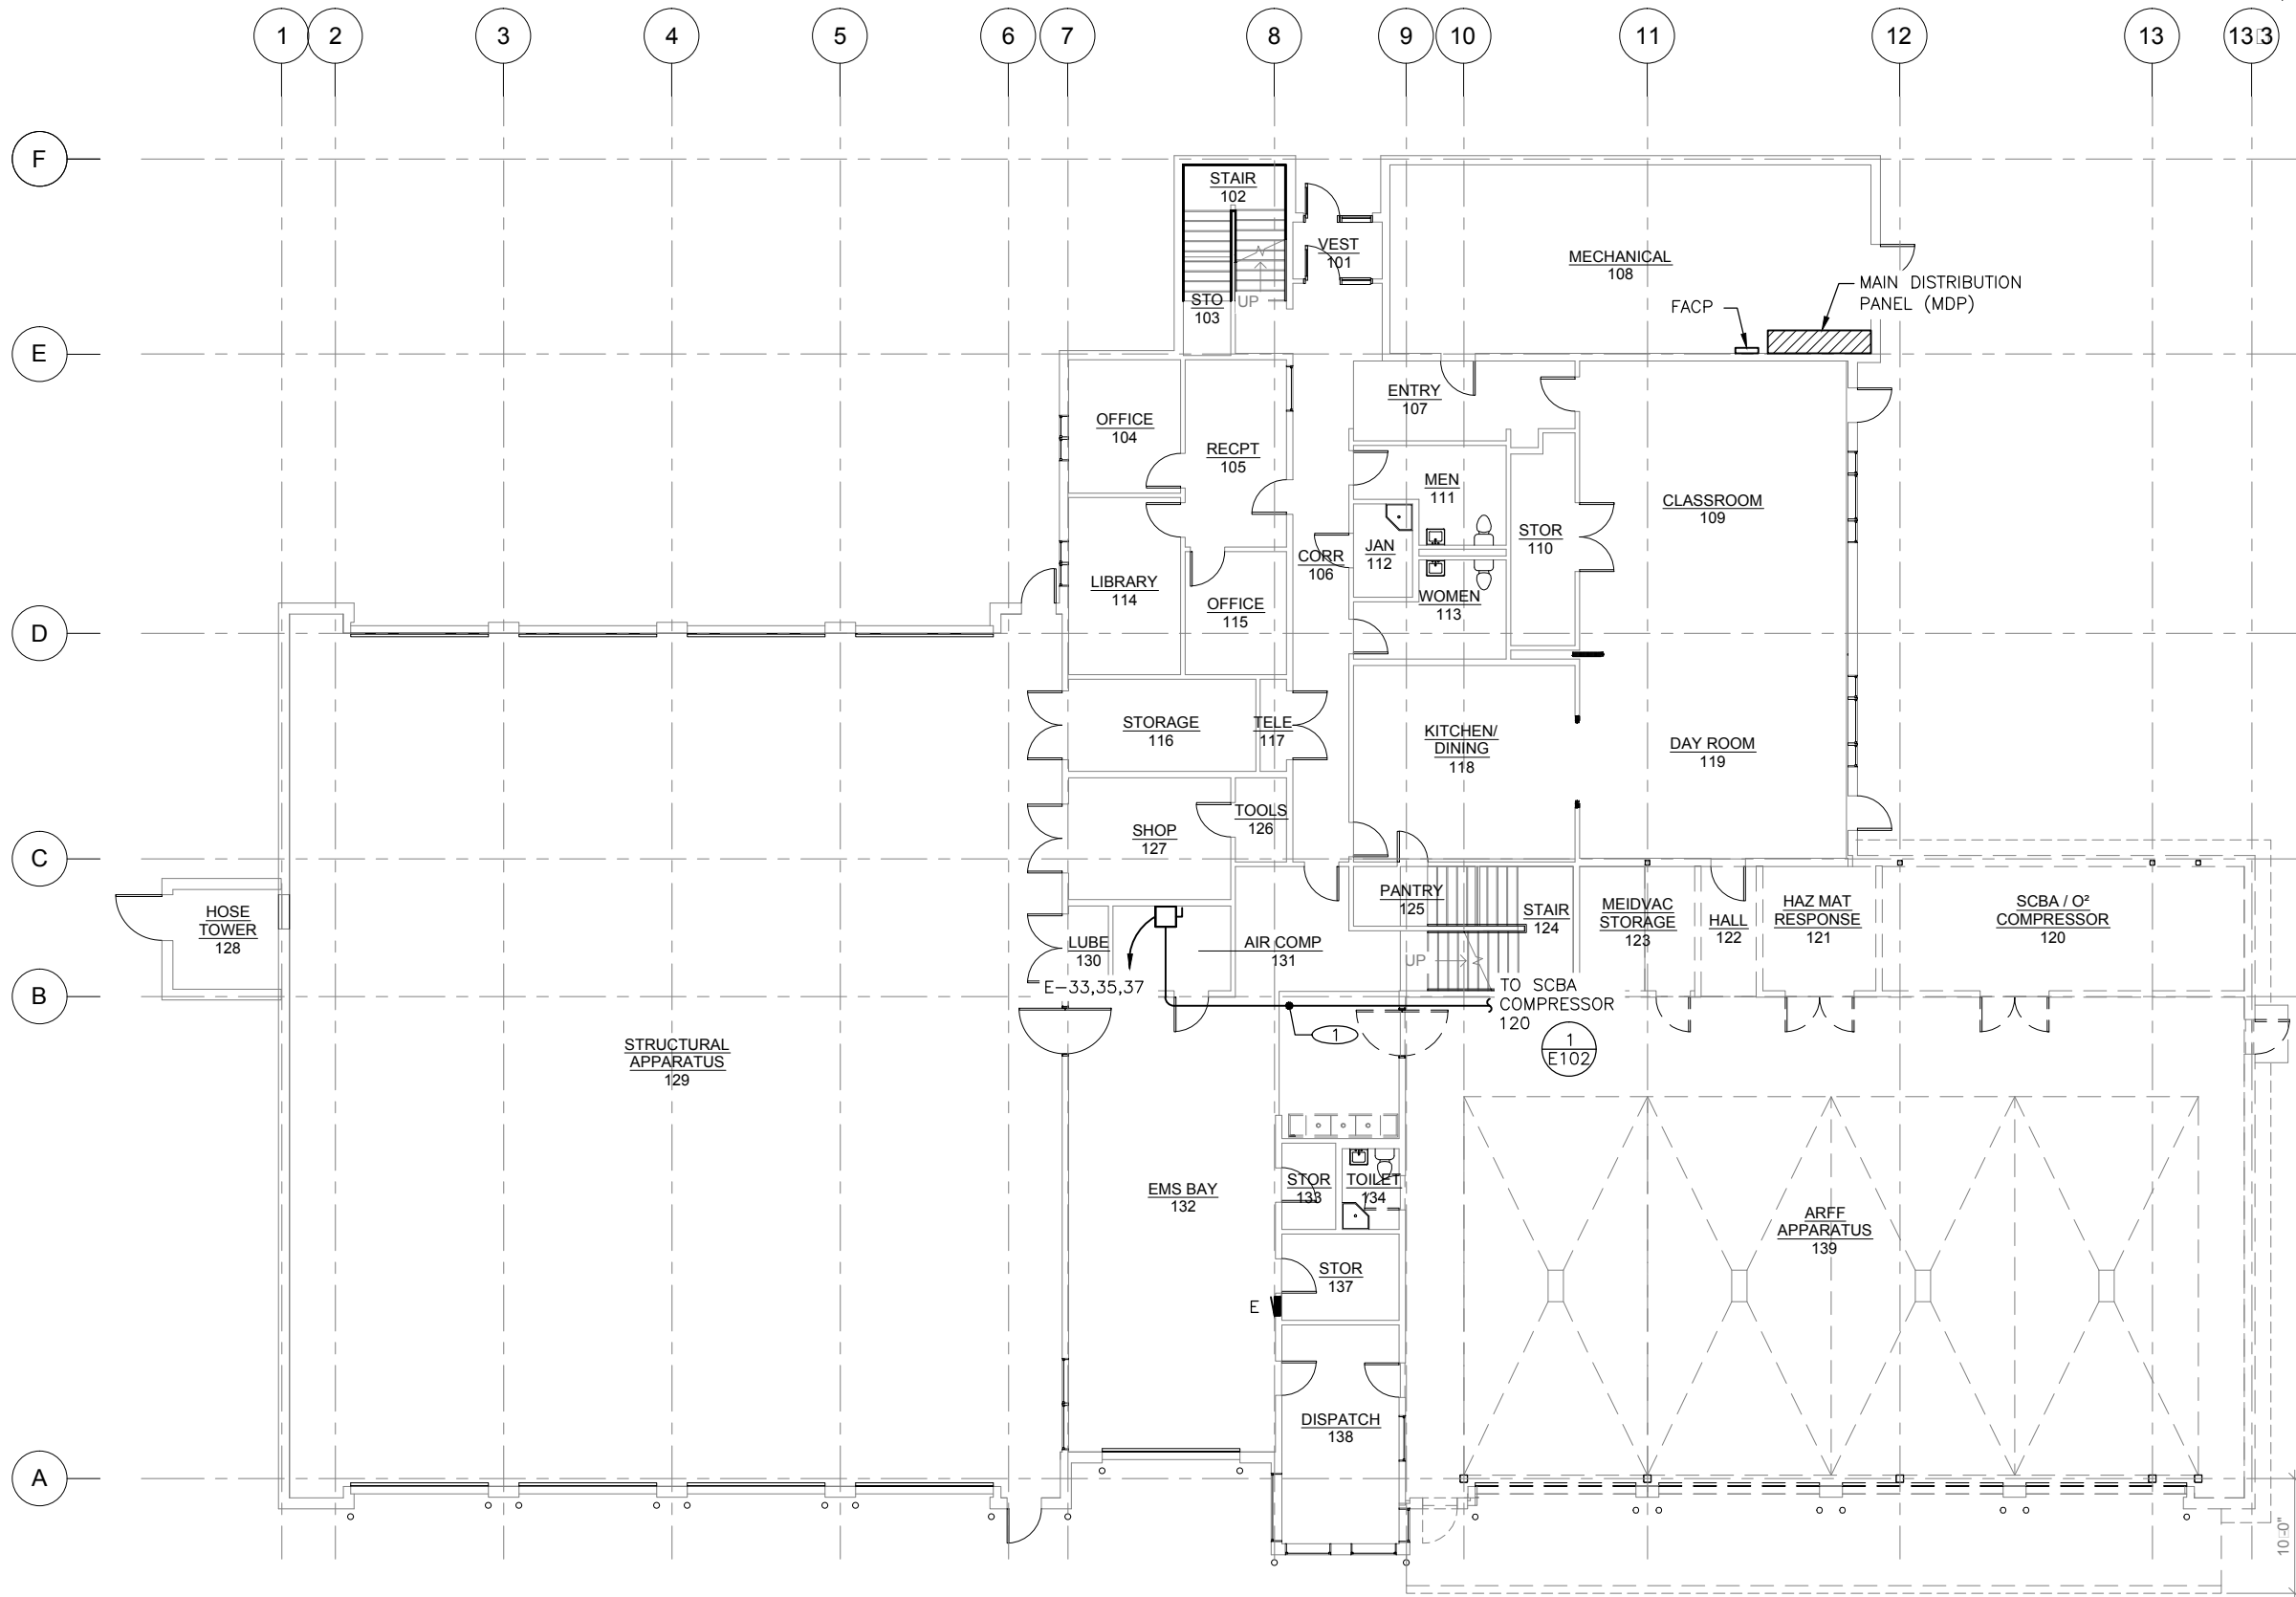 1 2 3 4 5 6 7 8 9 10 11 12 13 13 3
F
STAIR
102
VEST
101
MECHANICAL
108
MAIN DISTRIBUTION
PANEL (MDP)
FACP
STO
103
UP
E
ENTRY
107
OFFICE
104
RECPT
105
MEN
111
CLASSROOM
109
STOR
110
JAN
112
CORR
106
LIBRARY
114
OFFICE
115
WOMEN
113
D
STORAGE
116
TELE
117
KITCHEN/
DINING
118
DAY ROOM
119
TOOLS
126
SHOP
127
C
PANTRY
125
STAIR
124
MEIDVAC
STORAGE
123
HALL
122
HAZ MAT
RESPONSE
121
SCBA / O²
COMPRESSOR
120
HOSE
TOWER
128
LUBE
130
AIR COMP
131
UP
E-33,35,37
B
TO SCBA
COMPRESSOR
120
1
1
E102
STRUCTURAL
APPARATUS
129
EMS BAY
132
STOR
133
TOILET
134
ARFF
APPARATUS
139
STOR
137
E
DISPATCH
138
A
10 -0"